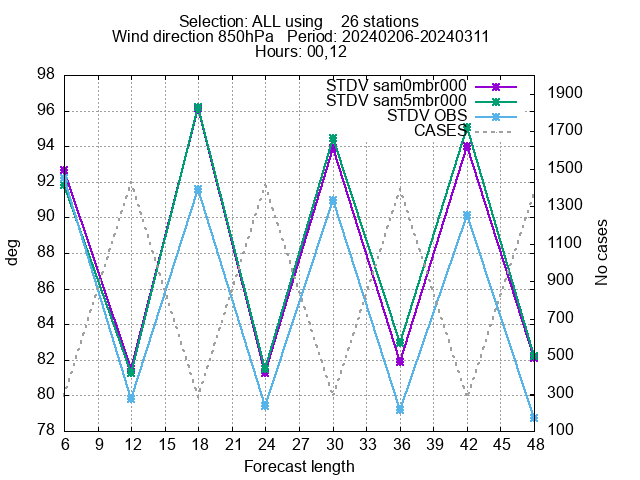 Selection: ALL using    26 stations
Wind direction 850hPa   Period: 20240206-20240311
Hours: 00,12
STDV sam0mbr000
STDV sam5mbr000
STDV OBS
CASES
98
96
94
92
90
88
86
84
82
80
78
deg
1900
1700
1500
1300
1100
900
700
500
300
100
No cases
6 9 12 15 18 21 24 27 30 33 36 39 42 45 48
Forecast length